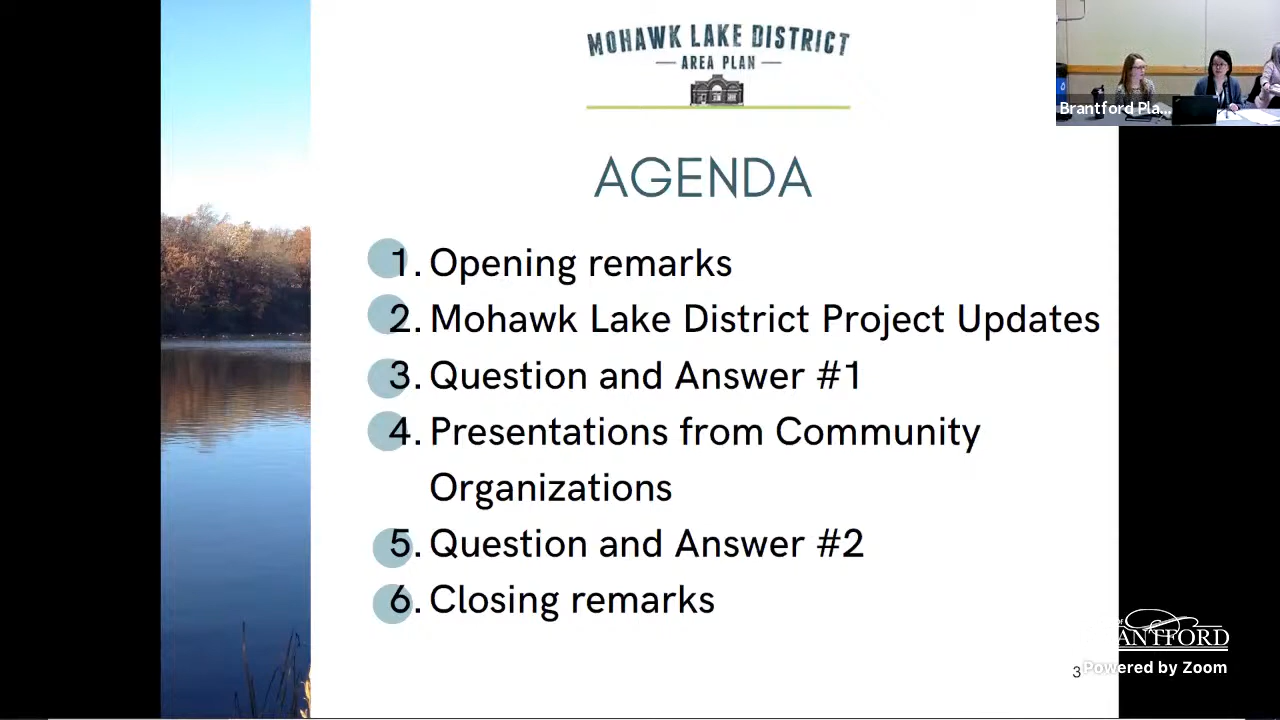 MOHAWK LAKE DISTRICT
AREA PLAN
Brantford Pla...
AGENDA
1. Opening remarks
2. Mohawk Lake District Project Updates
3. Question and Answer #1
4. Presentations from Community
Organizations
5. Question and Answer #2
6. Closing remarks
ANTFORD
3
Powered by Zoom